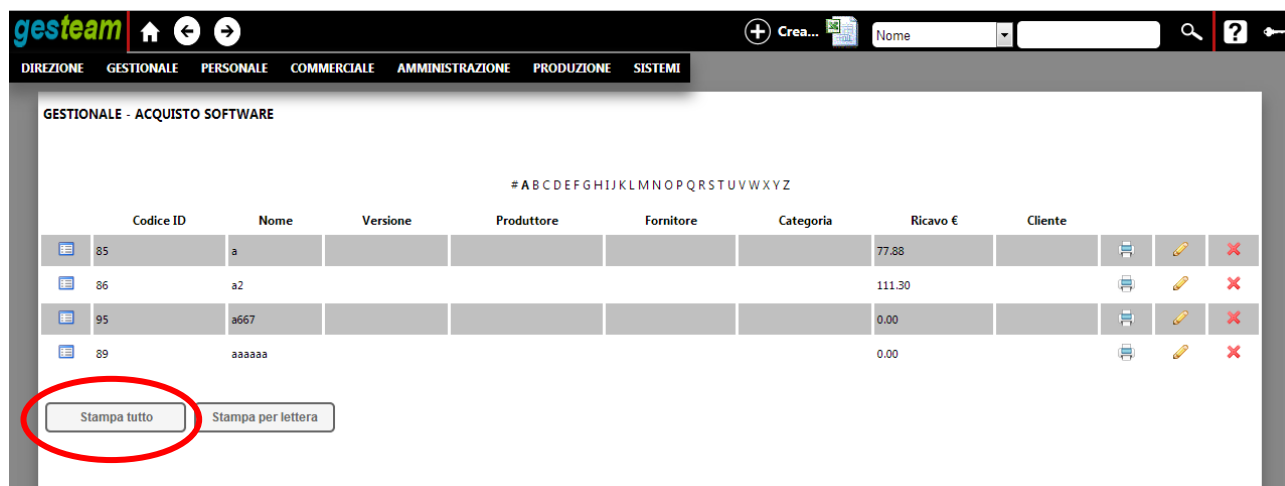 gesteam Crea... Nome ?
DIREZIONE GESTIONALE PERSONALE COMMERCIALE AMMINISTRAZIONE PRODUZIONE SISTEMI
GESTIONALE - ACQUISTO SOFTWARE
# A B C D E F G H I J K L M N O P Q R S T U V W X Y Z
Codice ID Nome Versione Produttore Fornitore Categoria Ricavo € Cliente
85 a 77.88
86 a2 111.30
95 a667 0.00
89 aaaaaa 0.00
Stampa tutto Stampa per lettera